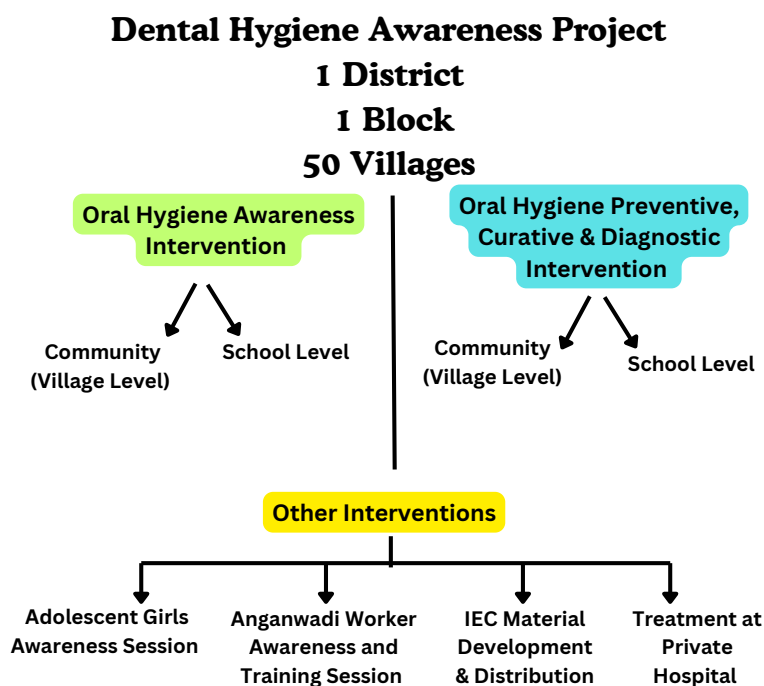 Dental Hygiene Awareness Project
1 District
1 Block
50 Villages
Oral Hygiene Awareness
Intervention
Oral Hygiene Preventive,
Curative & Diagnostic
Intervention
Community
(Village Level)
School Level
Community
(Village Level)
School Level
Other Interventions
Adolescent Girls
Awareness Session
Anganwadi Worker
Awareness and
Training Session
IEC Material
Development
& Distribution
Treatment at
Private
Hospital